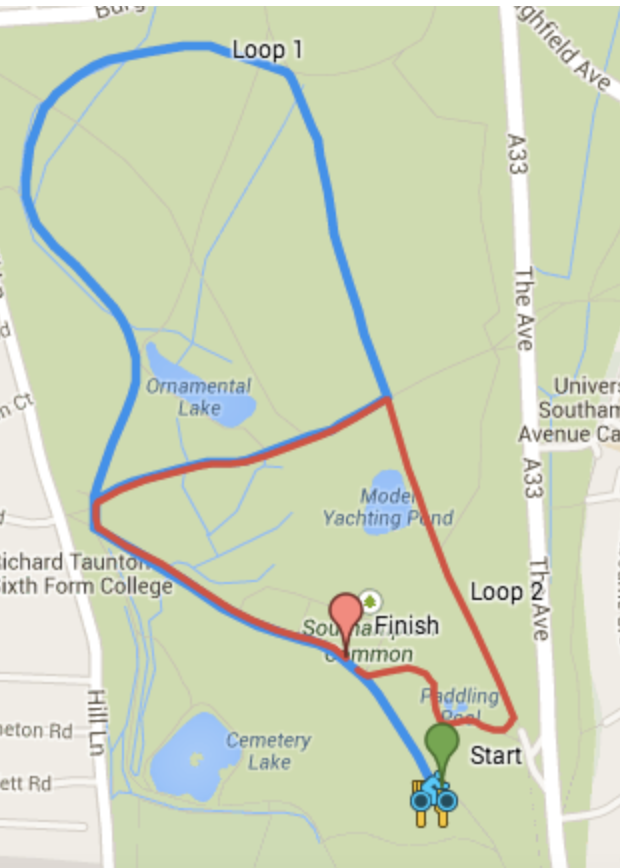 Burg
ghfield Ave
Loop 1
A33
The Ave
Ornamental
Lake
n Ct
Univers
Southam
Avenue Ca
A33
Model
Yachting Pond
Richard Taunton
Sixth Form College
The Ave
Loop 2
Finish
Common
Hill Ln
Paddling
Pool
neton Rd
Cemetery
Lake
Start
ett Rd